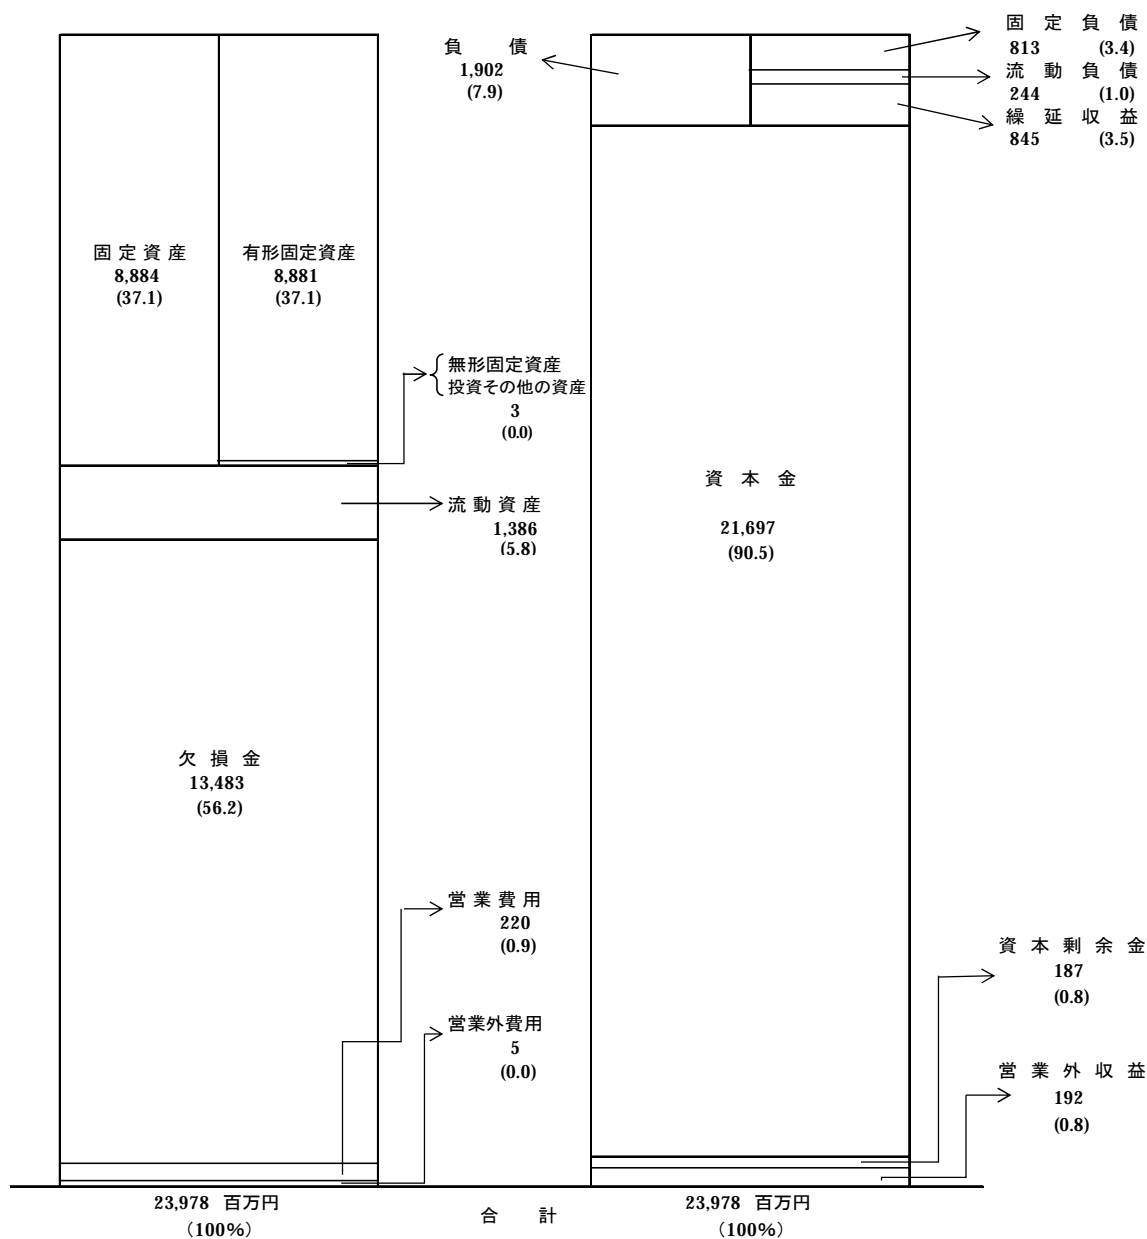 固定資産
8,884
(37.1)
有形固定資産
8,881
(37.1)
無形固定資産
投資その他の資産
3
(0.0)
流動資産
1,386
(5.8)
欠損金
13,483
(56.2)
営業費用
220
(0.9)
営業外費用
5
(0.0)
23,978 百万円
(100%)
合計
負債
1,902
(7.9)
固定負債
813 (3.4)
流動負債
244 (1.0)
繰延収益
845 (3.5)
資本金
21,697
(90.5)
資本剰余金
187
(0.8)
営業外収益
192
(0.8)
23,978 百万円
(100%)